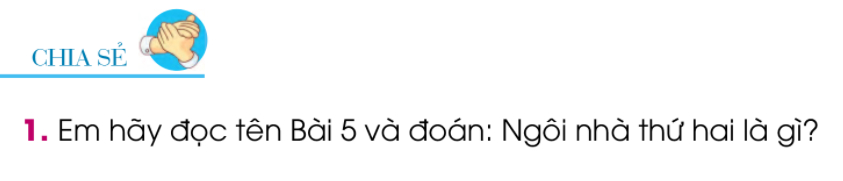 CHIA SẺ
1. Em hãy đọc tên Bài 5 và đoán: Ngôi nhà thứ hai là gì?